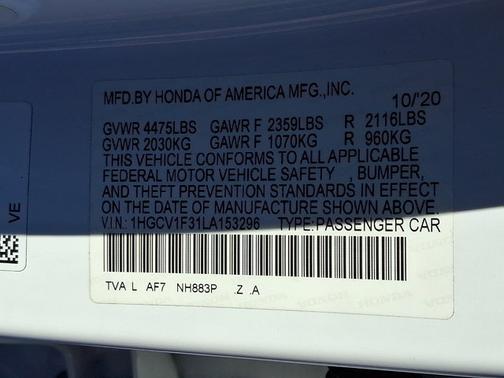 MFD.BY HONDA OF AMERICA MFG.,INC. 10/'20
GVWR 4475LBS GAWR F 2359LBS R 2116LBS
GVWR 2030KG GAWR F 1070KG R 960KG
THIS VEHICLE CONFORMS TO ALL APPLICABLE
FEDERAL MOTOR VEHICLE SAFETY , BUMPER,
AND THEFT PREVENTION STANDARDS IN EFFECT
ON THE DATE OF MANUFACTURE SHOWN ABOVE.
V.I.N.: 1HGCV1F31LA153296 TYPE:PASSENGER CAR
TVA L AF7 NH883P .Z .A
VE